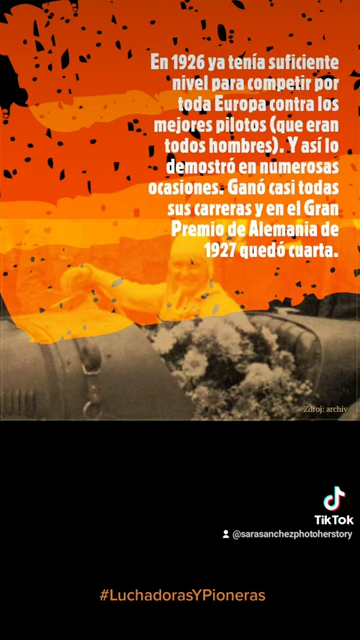 En 1926 ya tenía suficiente
nivel para competir por
toda Europa contra los
mejores pilotos (que eran
todos hombres). Y así lo
demostró en numerosas
ocasiones. Ganó casi todas
sus carreras y en el Gran
Premio de Alemania de
1927 quedó cuarta.
Zdroj: archiv
TikTok
@sarasanchezphotoherstory
#LuchadorasYPioneras